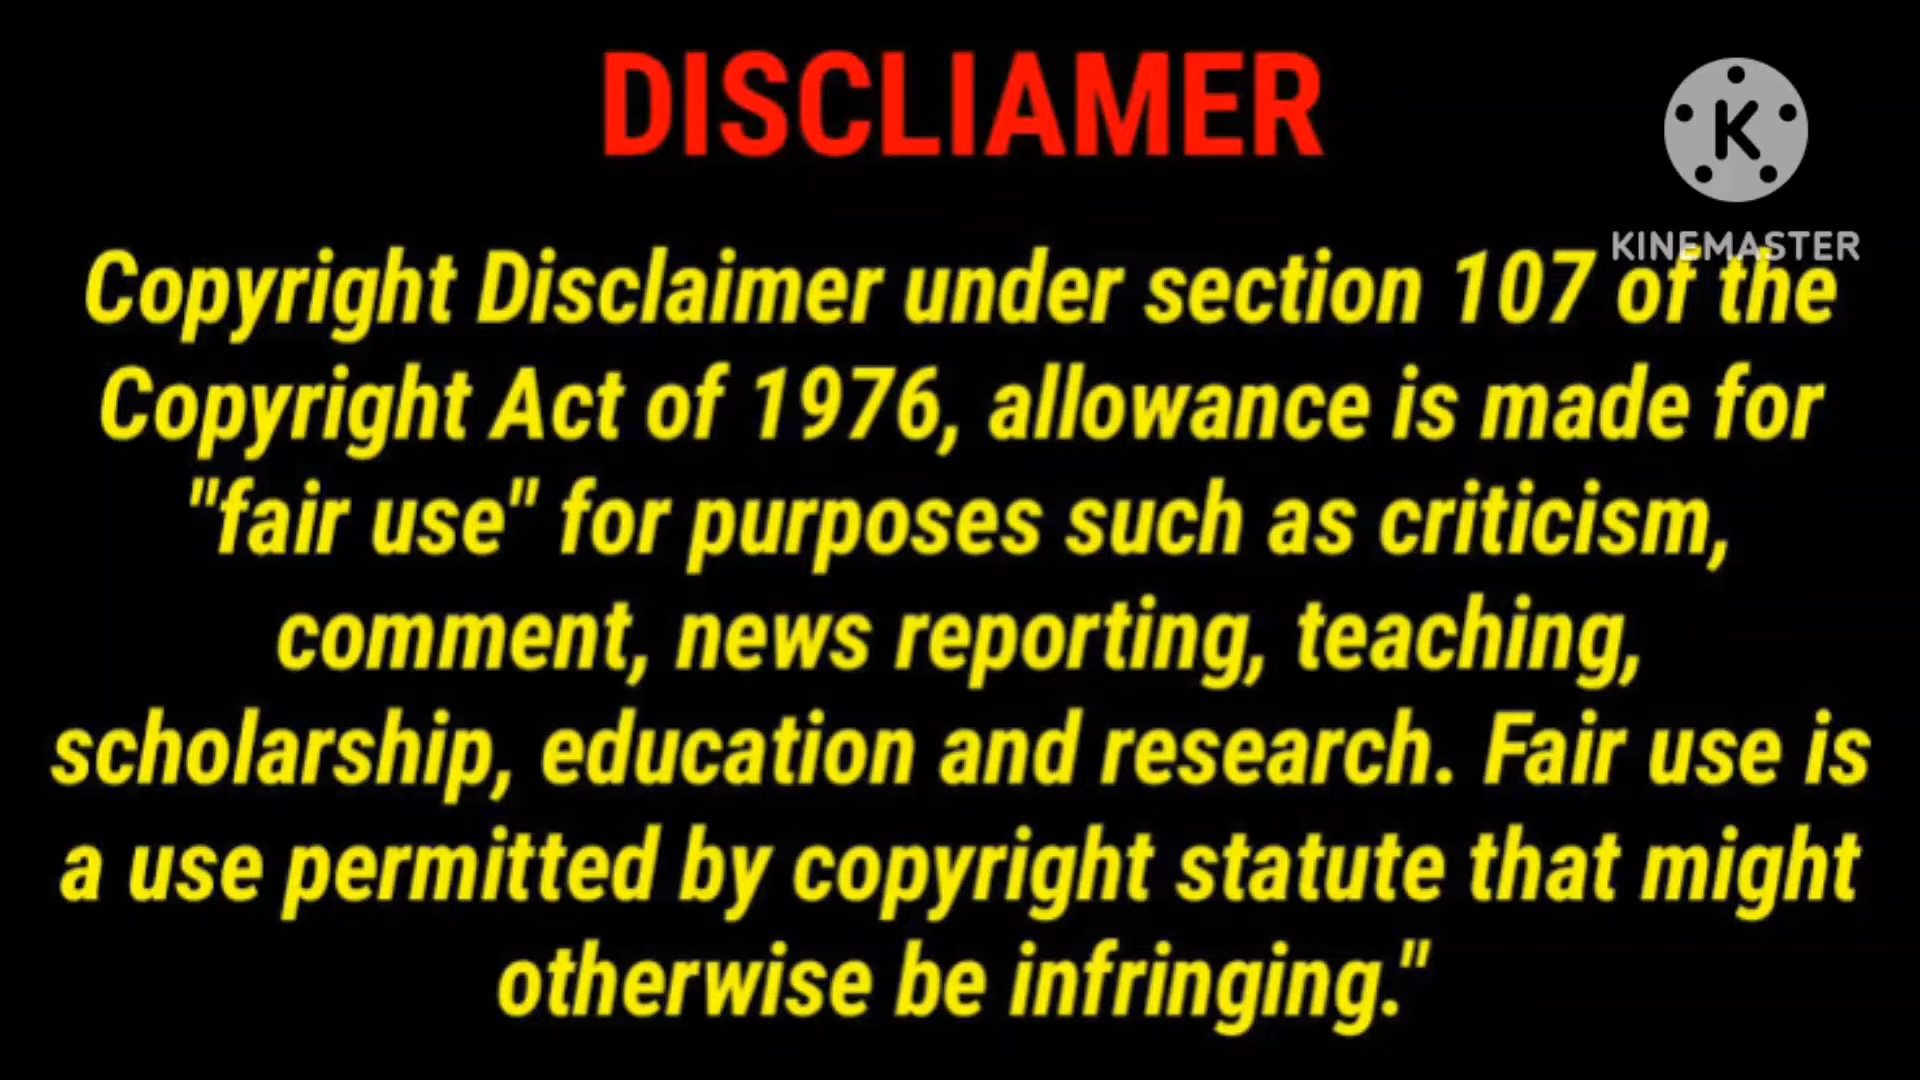 DISCLIAMER
K
KINEMASTER
Copyright Disclaimer under section 107 of the
Copyright Act of 1976, allowance is made for
"fair use" for purposes such as criticism,
comment, news reporting, teaching,
scholarship, education and research. Fair use is
a use permitted by copyright statute that might
otherwise be infringing."